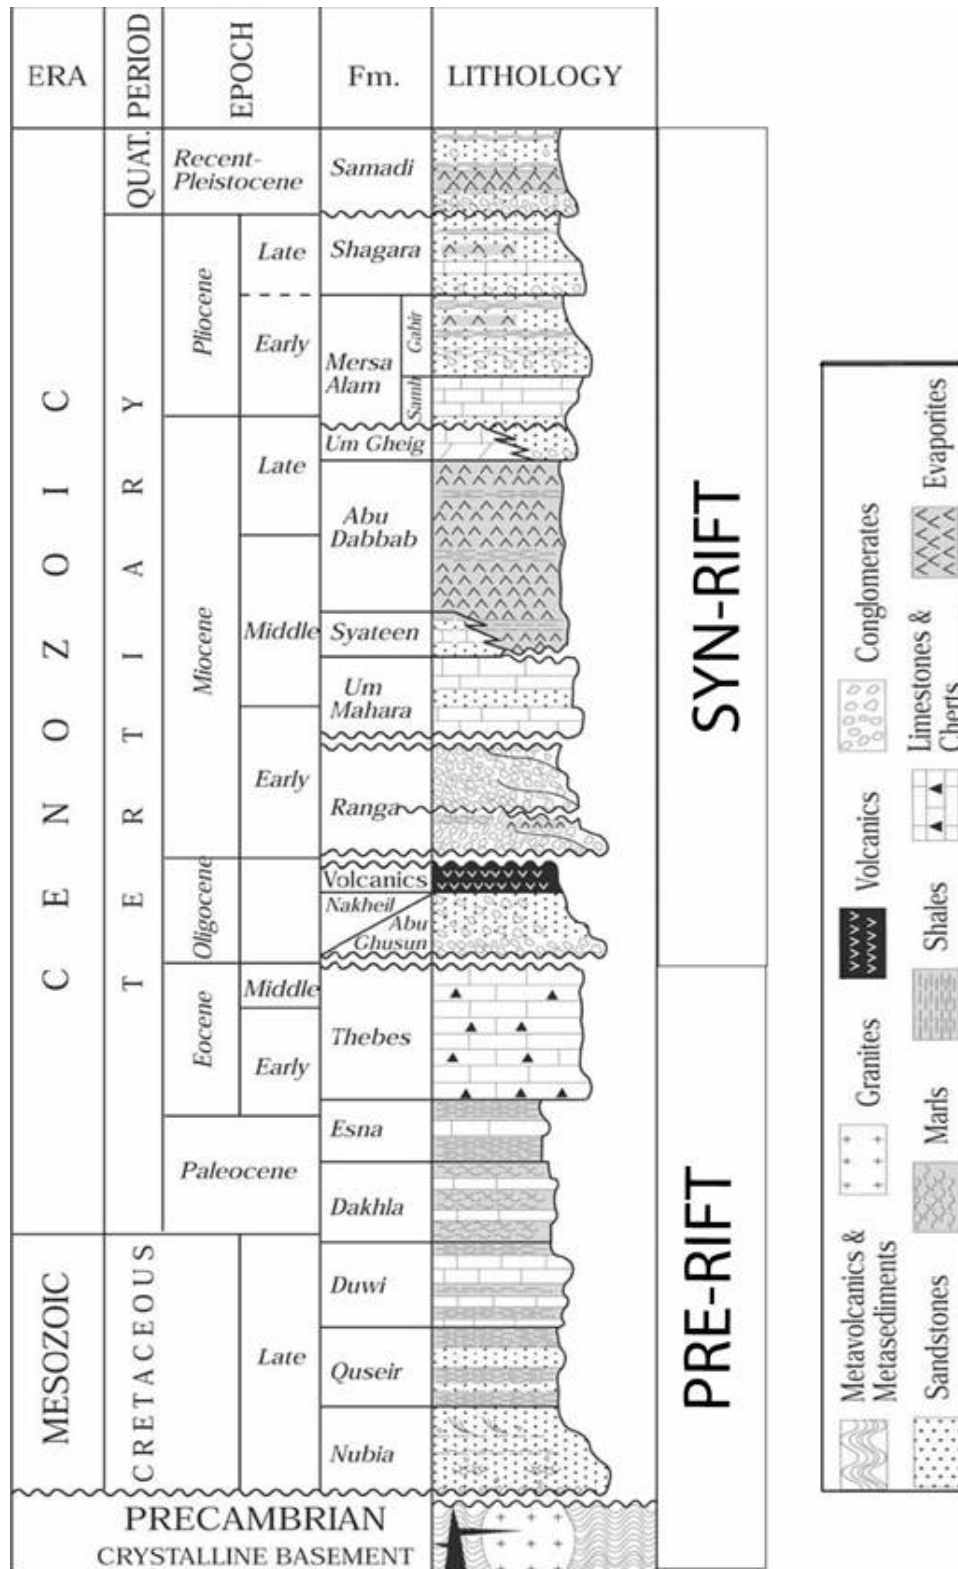 ERA
PERIOD
EPOCH
Fm.
LITHOLOGY
CENOZOIC
QUAT.
Recent-
Pleistocene
Samadi
TERTIARY
Pliocene
Late
Shagara
Early
Mersa
Alam
Gabir
Samh
Miocene
Um Gheig
Late
Abu
Dabbab
Middle
Syateen
Um
Mahara
Early
Ranga
Oligocene
Volcanics
Nakheil
Abu
Ghusun
Eocene
Middle
Thebes
Early
Esna
Paleocene
Dakhla
MESOZOIC
CRETACEOUS
Late
Duwi
Quseir
Nubia
PRECAMBRIAN
CRYSTALLINE BASEMENT
SYN-RIFT
PRE-RIFT
Metavolcanics &
Metasediments
Granites
Volcanics
Conglomerates
Sandstones
Marls
Shales
Limestones &
Cherts
Evaporites